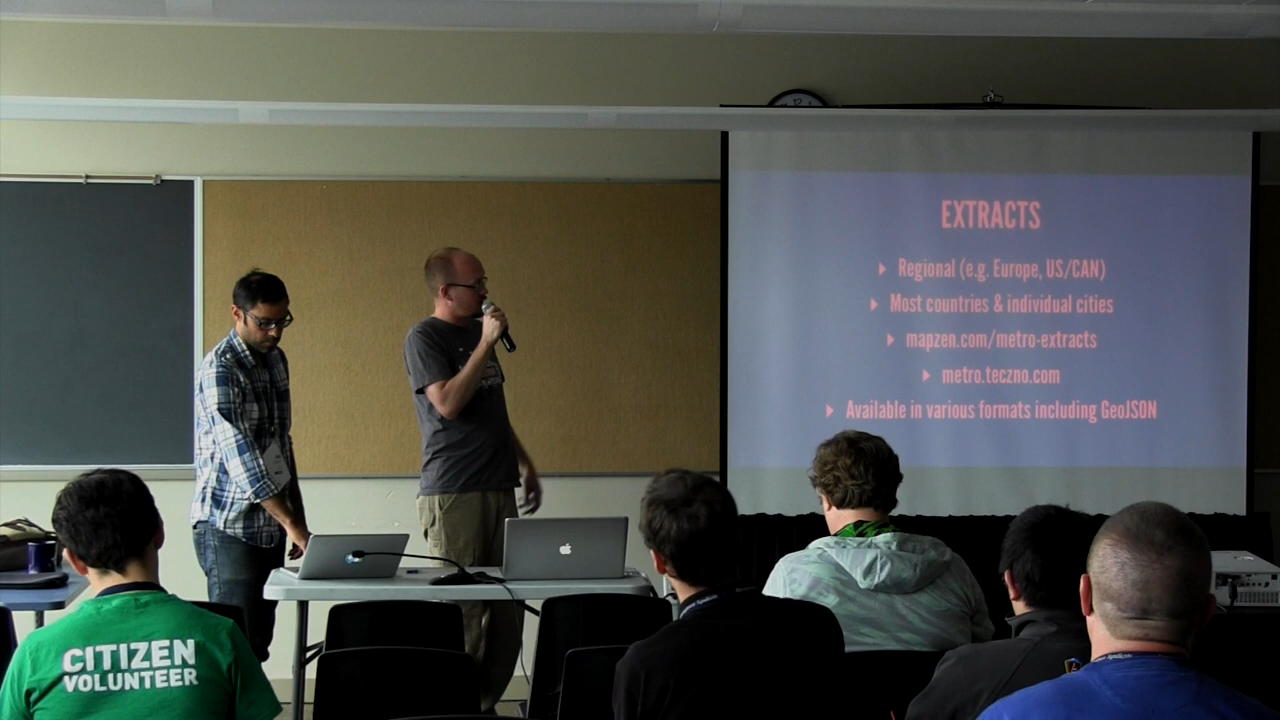 EXTRACTS
Regional (e.g. Europe, US/CAN)
Most countries & individual cities
mapzen.com/metro-extracts
metro.teczno.com
Available in various formats including GeoJSON
CITIZEN
VOLUNTEER